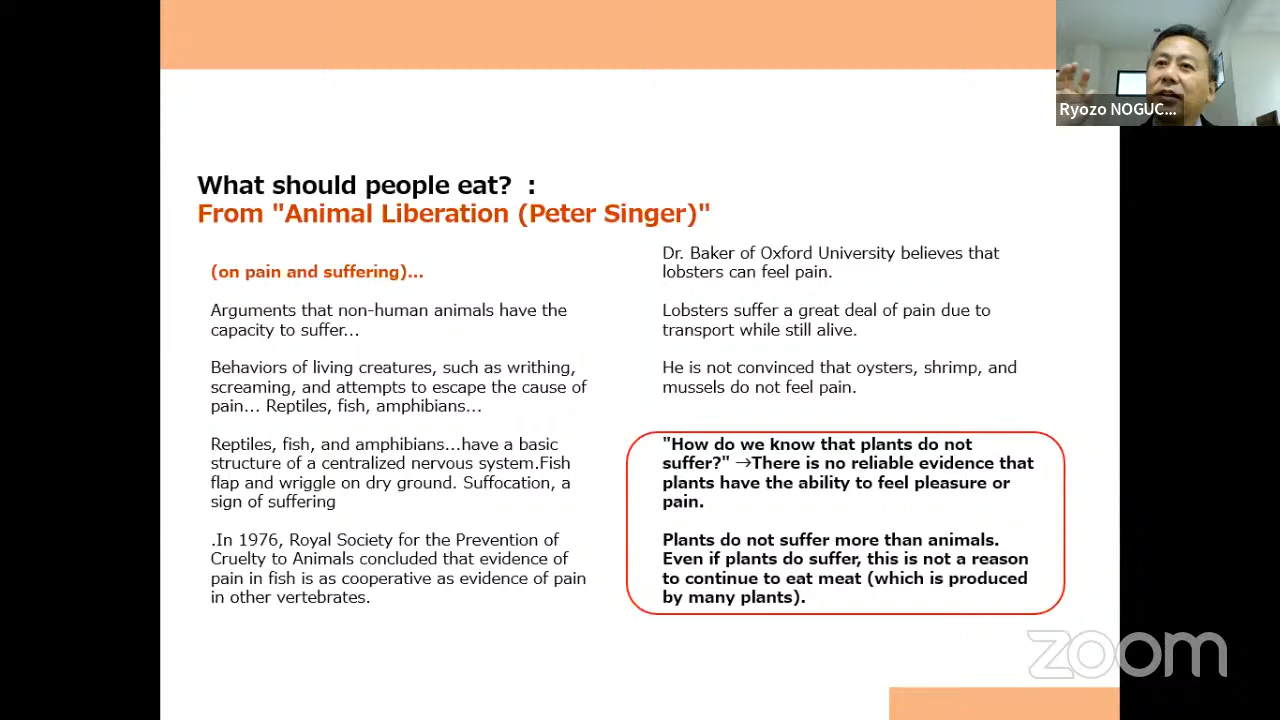 Ryozo NOGUC...
What should people eat? :
From "Animal Liberation (Peter Singer)"
(on pain and suffering)...
Arguments that non-human animals have the
capacity to suffer...
Behaviors of living creatures, such as writhing,
screaming, and attempts to escape the cause of
pain... Reptiles, fish, amphibians...
Reptiles, fish, and amphibians...have a basic
structure of a centralized nervous system.Fish
flap and wriggle on dry ground. Suffocation, a
sign of suffering
.In 1976, Royal Society for the Prevention of
Cruelty to Animals concluded that evidence of
pain in fish is as cooperative as evidence of pain
in other vertebrates.
Dr. Baker of Oxford University believes that
lobsters can feel pain.
Lobsters suffer a great deal of pain due to
transport while still alive.
He is not convinced that oysters, shrimp, and
mussels do not feel pain.
"How do we know that plants do not
suffer?" →There is no reliable evidence that
plants have the ability to feel pleasure or
pain.
Plants do not suffer more than animals.
Even if plants do suffer, this is not a reason
to continue to eat meat (which is produced
by many plants).
zoom